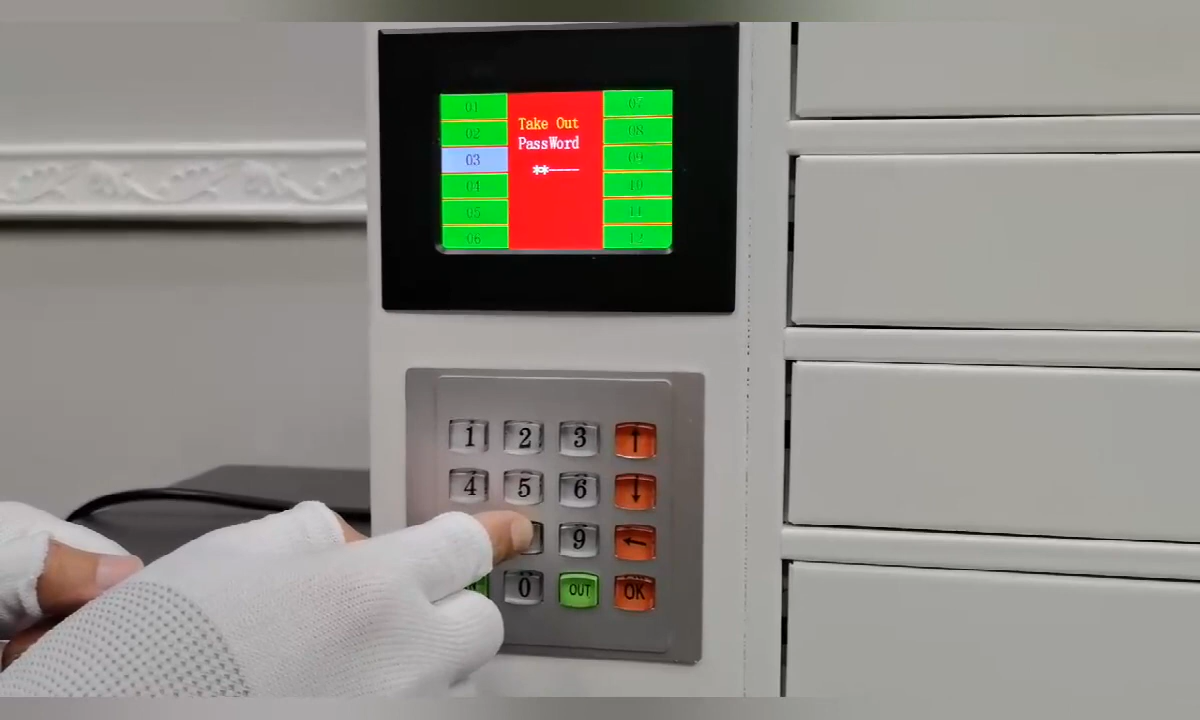 01
02
03
04
05
06
Take Out
PassWord
**----
07
08
09
10
11
12
1 2 3 ↑
4 5 6 ↓
9 ←
0 OUT OK